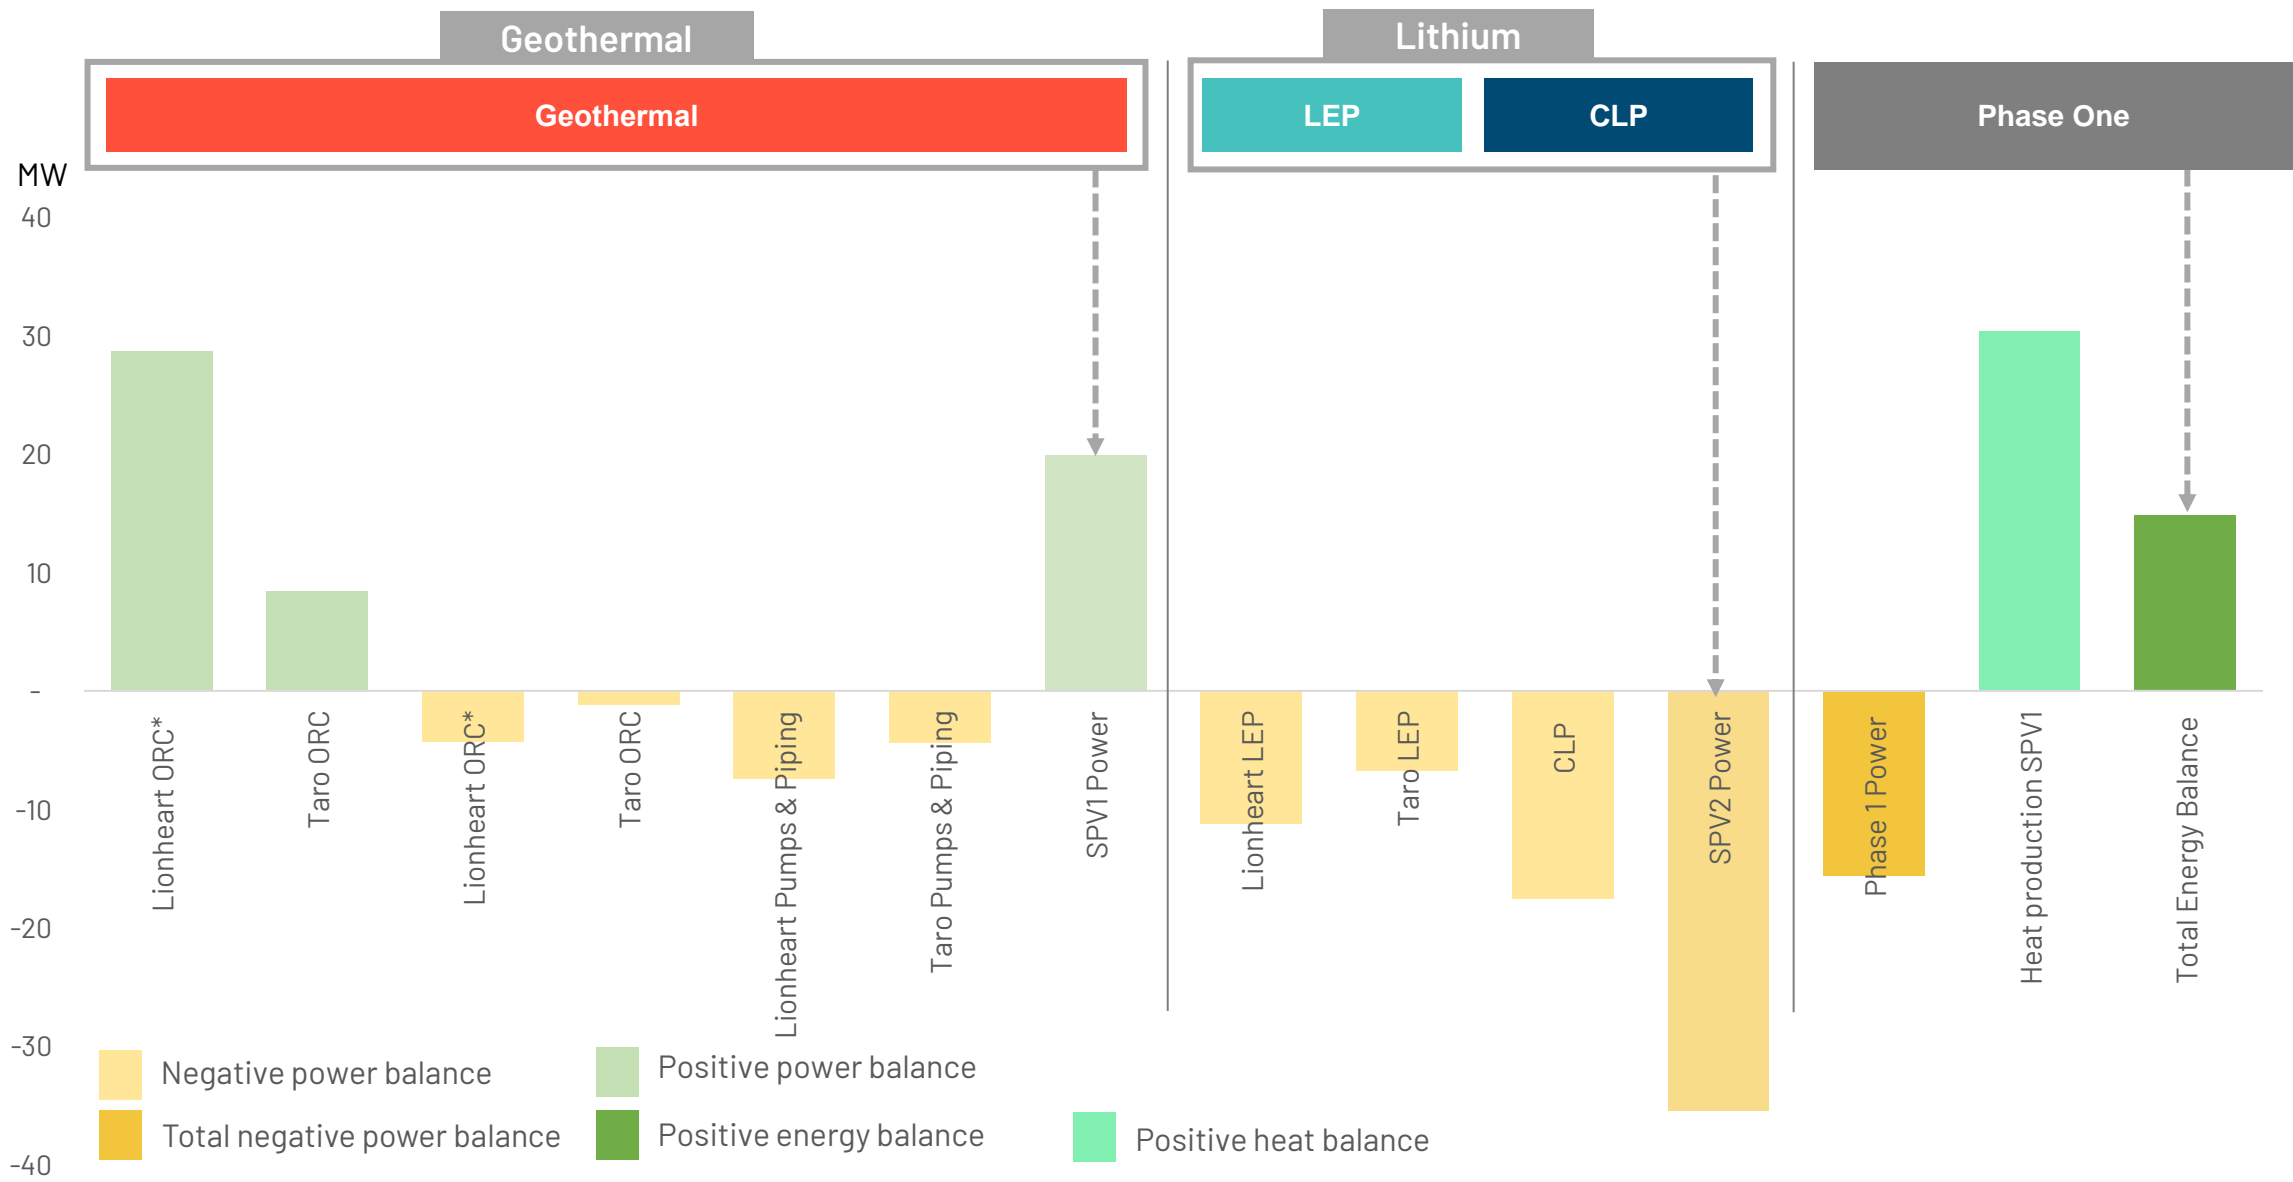 Geothermal
Lithium
Geothermal
LEP
CLP
Phase One
MW
40
30
20
10
-
-10
-20
-30
-40
Lionheart ORC*
Taro ORC
Lionheart ORC*
Taro ORC
Lionheart Pumps & Piping
Taro Pumps & Piping
SPV1 Power
Lionheart LEP
Taro LEP
CLP
SPV2 Power
Phase 1 Power
Heat production SPV1
Total Energy Balance
Negative power balance
Positive power balance
Total negative power balance
Positive energy balance
Positive heat balance